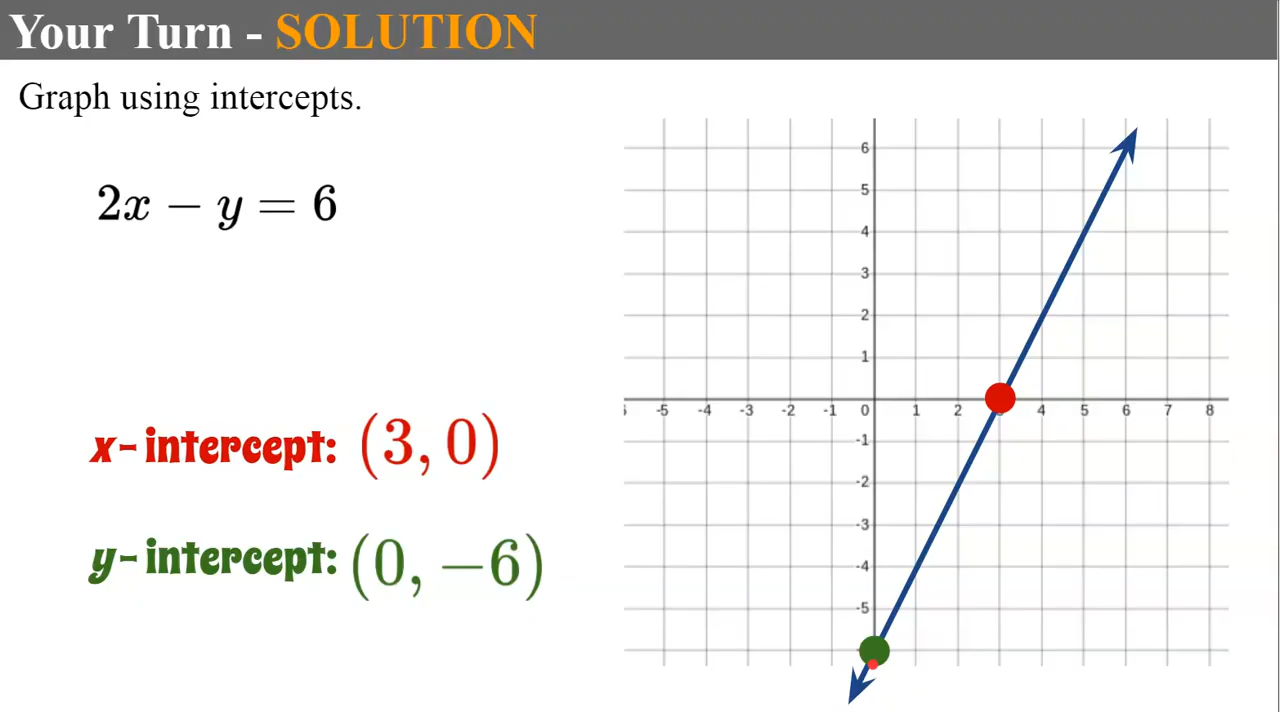 Your Turn - SOLUTION
Graph using intercepts.
2x − y = 6
x- intercept: (3, 0)
y- intercept: (0, −6)
6
5
4
3
2
1
-5 -4 -3 -2 -1 0 1 2 4 5 6 7 8
-1
-2
-3
-4
-5